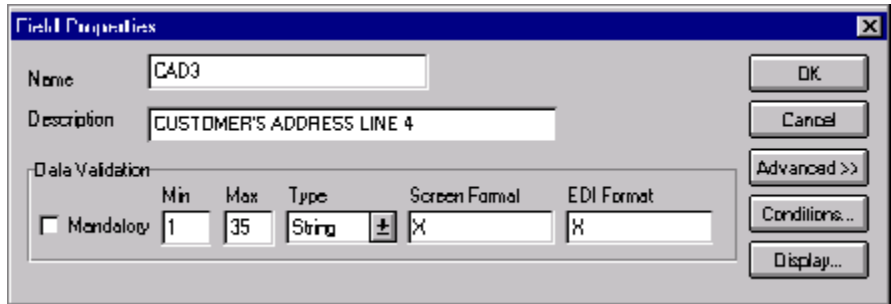 Field Properties
Name CAD3 OK
Description CUSTOMER'S ADDRESS LINE 4 Cancel
Data Validation Advanced >>
Min Max Type Screen Format EDI Format
Mandatory 1 35 String X X Conditions...
Display...